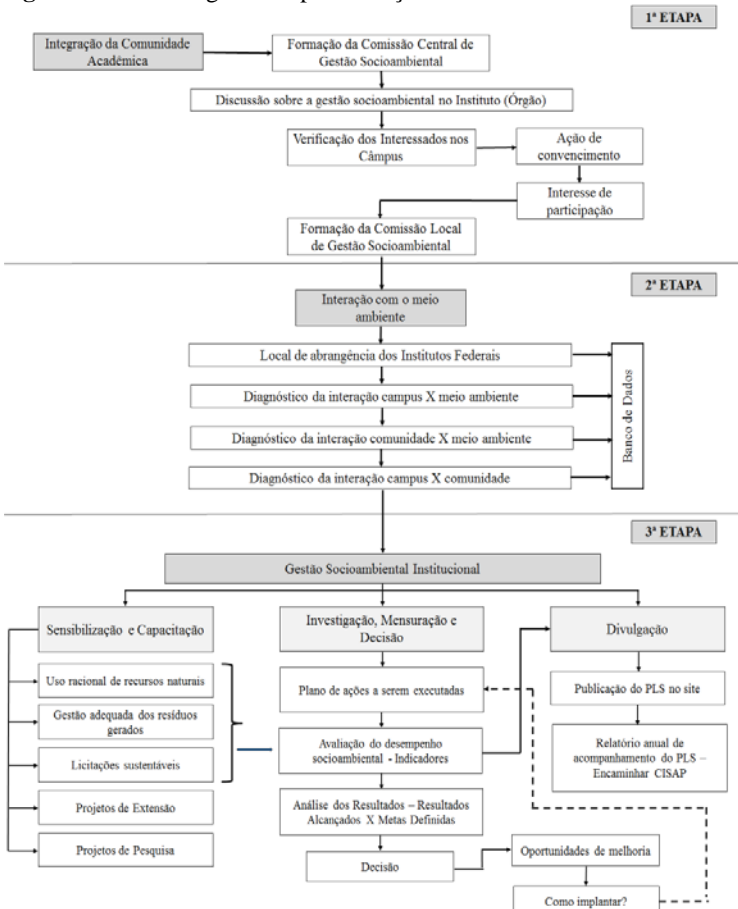 1ª ETAPA
Integração da Comunidade
Acadêmica
Formação da Comissão Central de
Gestão Socioambiental
Discussão sobre a gestão socioambiental no Instituto (Órgão)
Verificação dos Interessados nos
Câmpus
Ação de
convencimento
Interesse de
participação
Formação da Comissão Local
de Gestão Socioambiental
2ª ETAPA
Interação com o meio
ambiente
Local de abrangência dos Institutos Federais
Diagnóstico da interação campus X meio ambiente
Diagnóstico da interação comunidade X meio ambiente
Diagnóstico da interação campus X comunidade
Banco de Dados
3ª ETAPA
Gestão Socioambiental Institucional
Sensibilização e Capacitação
Uso racional de recursos naturais
Gestão adequada dos resíduos
gerados
Licitações sustentáveis
Projetos de Extensão
Projetos de Pesquisa
Investigação, Mensuração e
Decisão
Plano de ações a serem executadas
Avaliação do desempenho
socioambiental - Indicadores
Análise dos Resultados – Resultados
Alcançados X Metas Definidas
Decisão
Oportunidades de melhoria
Como implantar?
Divulgação
Publicação do PLS no site
Relatório anual de
acompanhamento do PLS –
Encaminhar CISAP